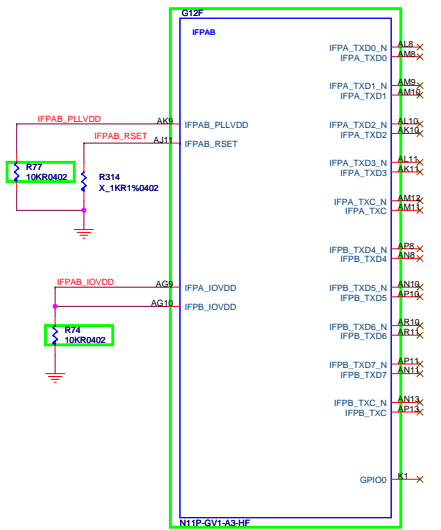 G12F
IFPAB
IFPA_TXD0_N AL8
IFPA_TXD0 AM8
IFPA_TXD1_N AM9
IFPA_TXD1 AM10
IFPAB_PLLVDD AK9 IFPAB_PLLVDD
IFPA_TXD2_N AL10
IFPA_TXD2 AK10
IFPAB_RSET AJ11 IFPAB_RSET
IFPA_TXD3_N AL11
IFPA_TXD3 AK11
R77
10KR0402
R314
X_1KR1%0402
IFPA_TXC_N AM12
IFPA_TXC AM11
IFPB_TXD4_N AP8
IFPB_TXD4 AN8
IFPAB_IOVDD AG9 IFPA_IOVDD
IFPB_TXD5_N AN10
IFPB_TXD5 AP10
AG10 IFPB_IOVDD
IFPB_TXD6_N AR10
IFPB_TXD6 AR11
R74
10KR0402
IFPB_TXD7_N AP11
IFPB_TXD7 AN11
IFPB_TXC_N AN13
IFPB_TXC AP13
GPIO0 K1
N11P-GV1-A3-HF